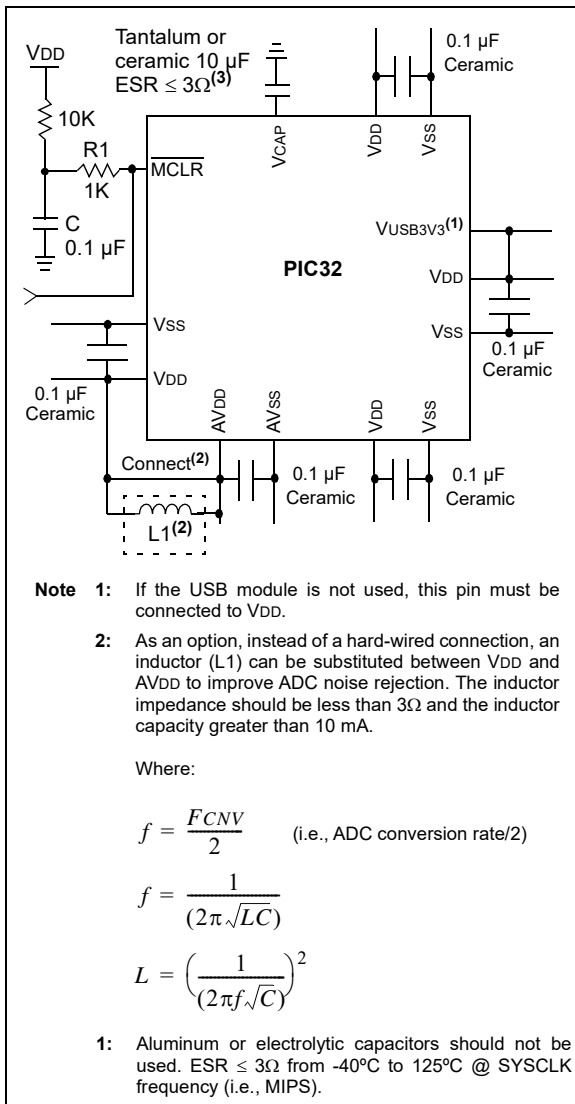 VDD
Tantalum or
ceramic 10 µF
ESR ≤ 3Ω(3)
0.1 µF
Ceramic
10K
R1
1K
C
0.1 µF
MCLR
VCAP
VDD
VSS
VUSB3V3(1)
VDD
VSS
PIC32
0.1 µF
Ceramic
VSS
VDD
0.1 µF
Ceramic
AVDD
AVSS
VDD
VSS
Connect(2)
L1(2)
0.1 µF
Ceramic
0.1 µF
Ceramic
Note 1: If the USB module is not used, this pin must be
connected to VDD.
2: As an option, instead of a hard-wired connection, an
inductor (L1) can be substituted between VDD and
AVDD to improve ADC noise rejection. The inductor
impedance should be less than 3Ω and the inductor
capacity greater than 10 mA.
Where:
f = FCNV / 2 (i.e., ADC conversion rate/2)
f = 1 / (2π√LC)
L = (1 / (2πf√C))²
1: Aluminum or electrolytic capacitors should not be
used. ESR ≤ 3Ω from -40ºC to 125ºC @ SYSCLK
frequency (i.e., MIPS).